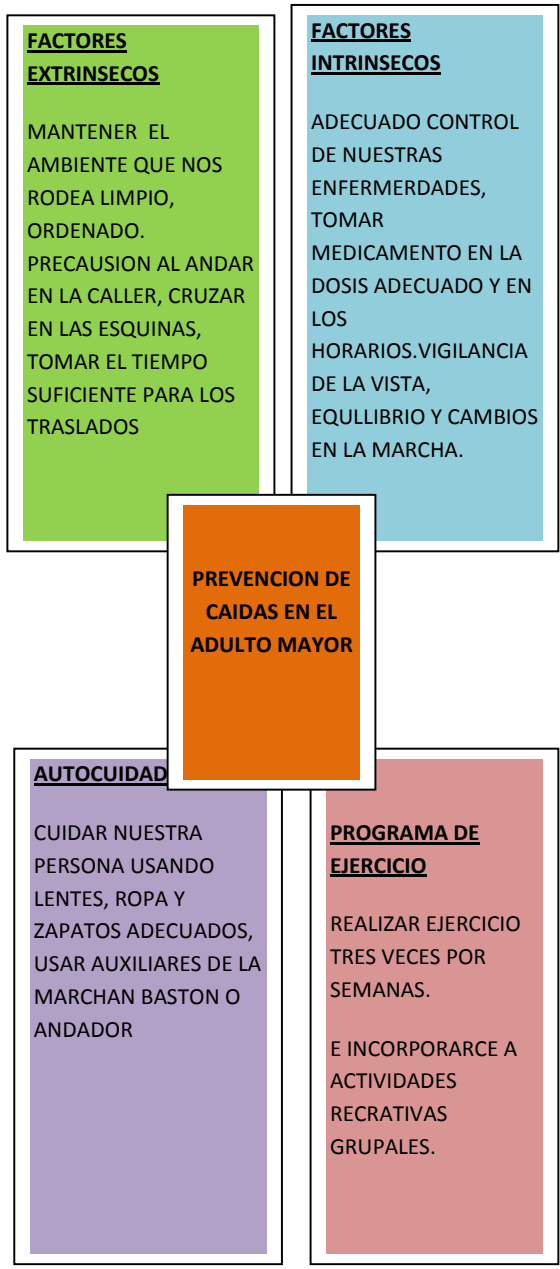 FACTORES
EXTRINSECOS
MANTENER EL
AMBIENTE QUE NOS
RODEA LIMPIO,
ORDENADO.
PRECAUSION AL ANDAR
EN LA CALLER, CRUZAR
EN LAS ESQUINAS,
TOMAR EL TIEMPO
SUFICIENTE PARA LOS
TRASLADOS
FACTORES
INTRINSECOS
ADECUADO CONTROL
DE NUESTRAS
ENFERMERDADES,
TOMAR
MEDICAMENTO EN LA
DOSIS ADECUADO Y EN
LOS
HORARIOS.VIGILANCIA
DE LA VISTA,
EQULLIBRIO Y CAMBIOS
EN LA MARCHA.
PREVENCION DE
CAIDAS EN EL
ADULTO MAYOR
AUTOCUIDAD
CUIDAR NUESTRA
PERSONA USANDO
LENTES, ROPA Y
ZAPATOS ADECUADOS,
USAR AUXILIARES DE LA
MARCHAN BASTON O
ANDADOR
PROGRAMA DE
EJERCICIO
REALIZAR EJERCICIO
TRES VECES POR
SEMANAS.
E INCORPORARCE A
ACTIVIDADES
RECRATIVAS
GRUPALES.